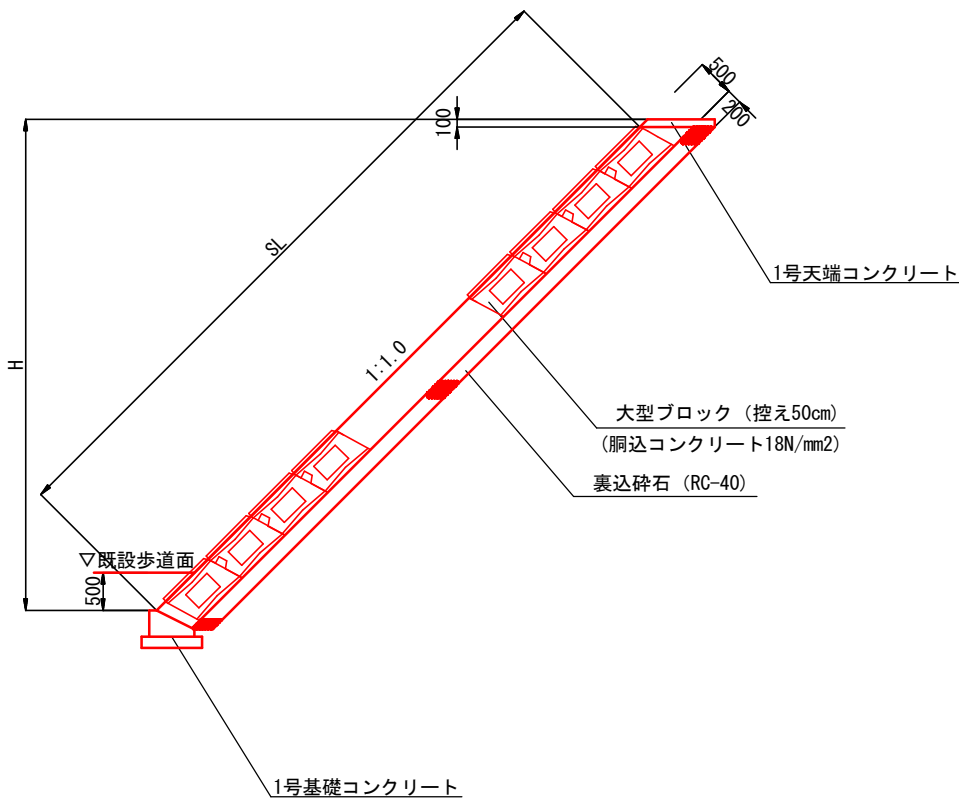 500
200
100
SL
1号天端コンクリート
H
1:1.0
大型ブロック (控え50cm)
(胴込コンクリート18N/mm2)
裏込砕石 (RC-40)
▽既設歩道面
500
1号基礎コンクリート